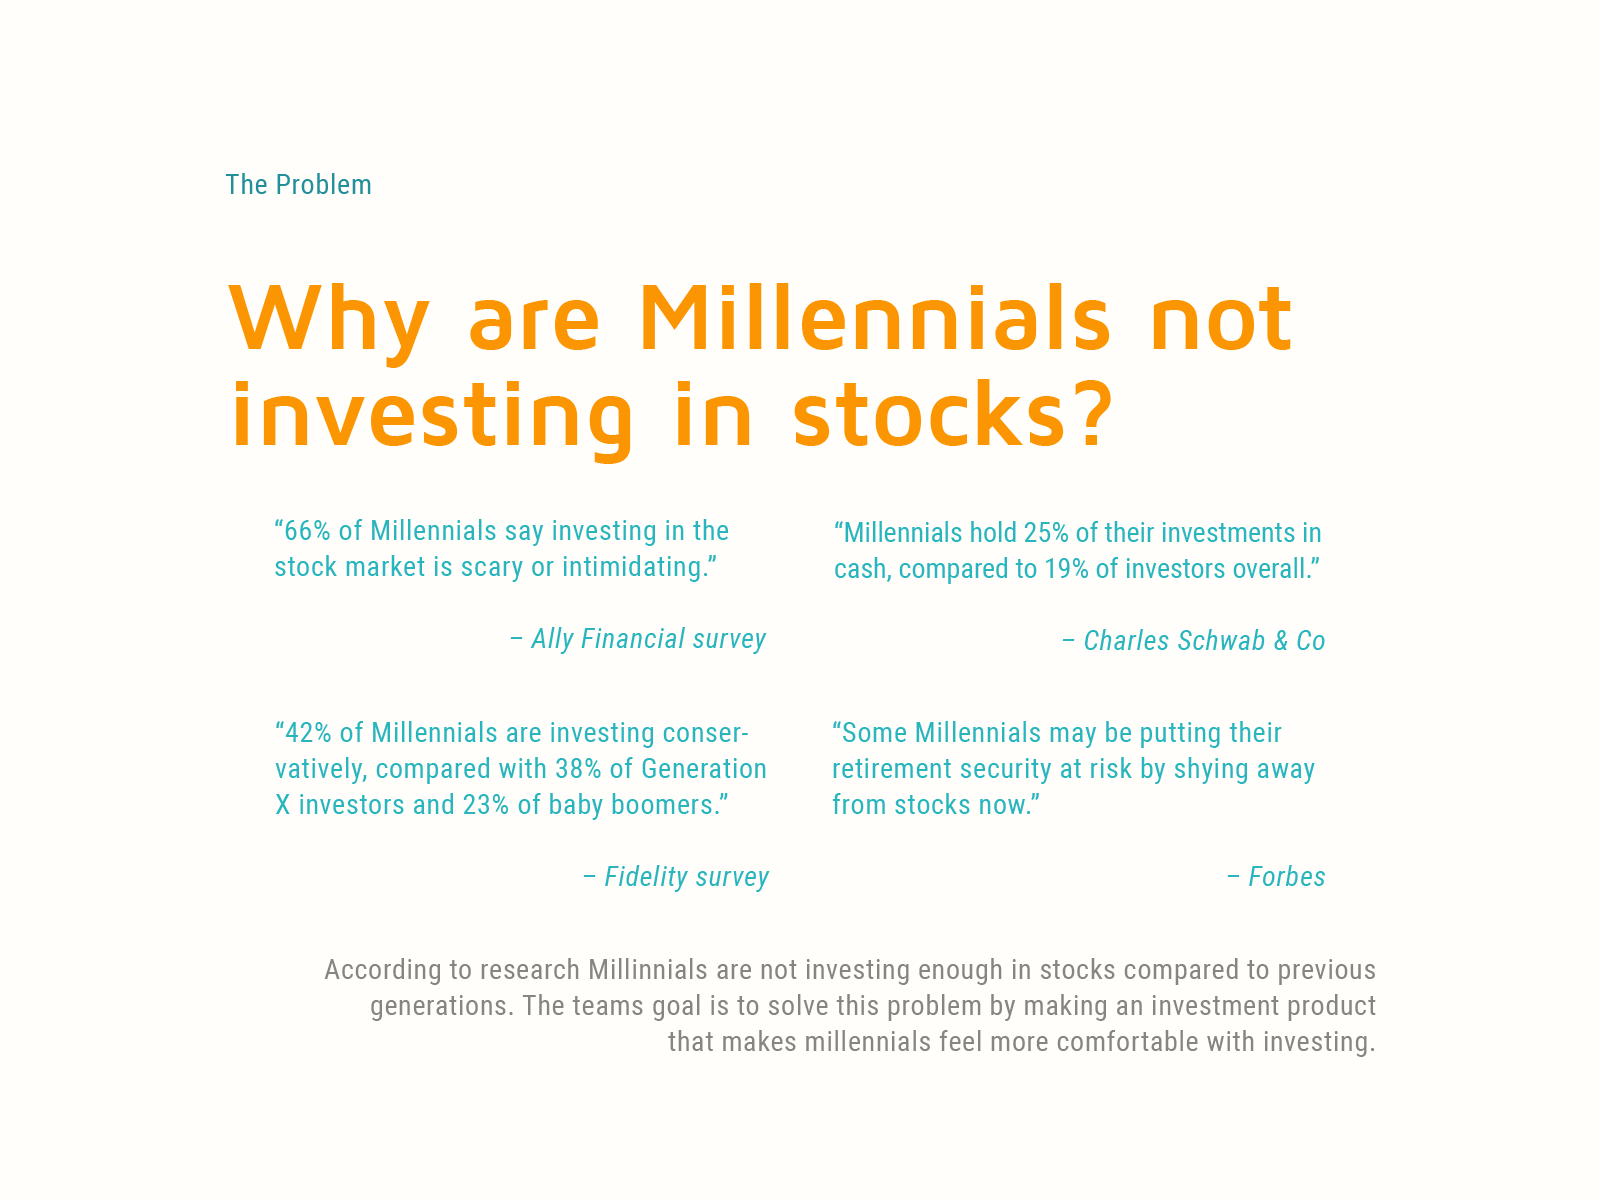 The Problem
Why are Millennials not
investing in stocks?
“66% of Millennials say investing in the
stock market is scary or intimidating.”
– Ally Financial survey
“Millennials hold 25% of their investments in
cash, compared to 19% of investors overall.”
– Charles Schwab & Co
“42% of Millennials are investing conser-
vatively, compared with 38% of Generation
X investors and 23% of baby boomers.”
– Fidelity survey
“Some Millennials may be putting their
retirement security at risk by shying away
from stocks now.”
– Forbes
According to research Millinnials are not investing enough in stocks compared to previous
generations. The teams goal is to solve this problem by making an investment product
that makes millennials feel more comfortable with investing.